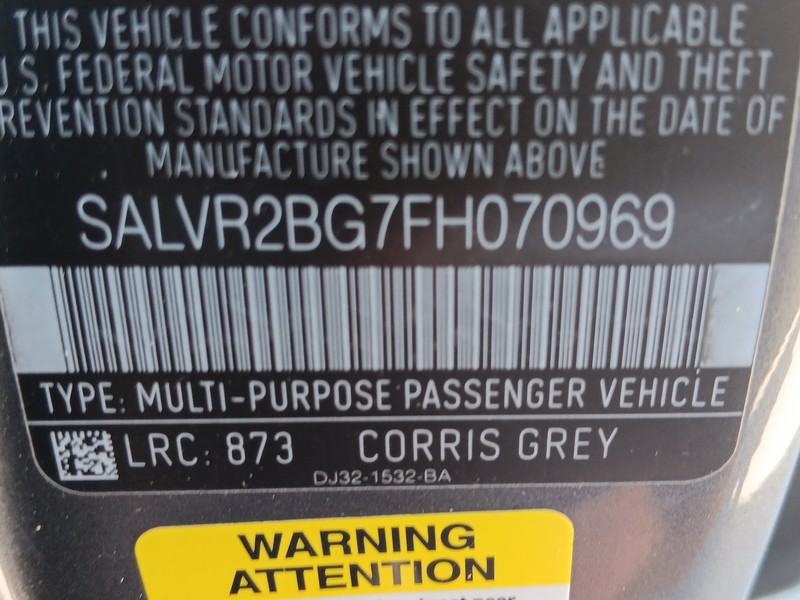 THIS VEHICLE CONFORMS TO ALL APPLICABLE
U.S. FEDERAL MOTOR VEHICLE SAFETY AND THEFT
REVENTION STANDARDS IN EFFECT ON THE DATE OF
MANUFACTURE SHOWN ABOVE
SALVR2BG7FH070969
TYPE: MULTI-PURPOSE PASSENGER VEHICLE
LRC: 873 CORRIS GREY
DJ32-1532-BA
WARNING
ATTENTION